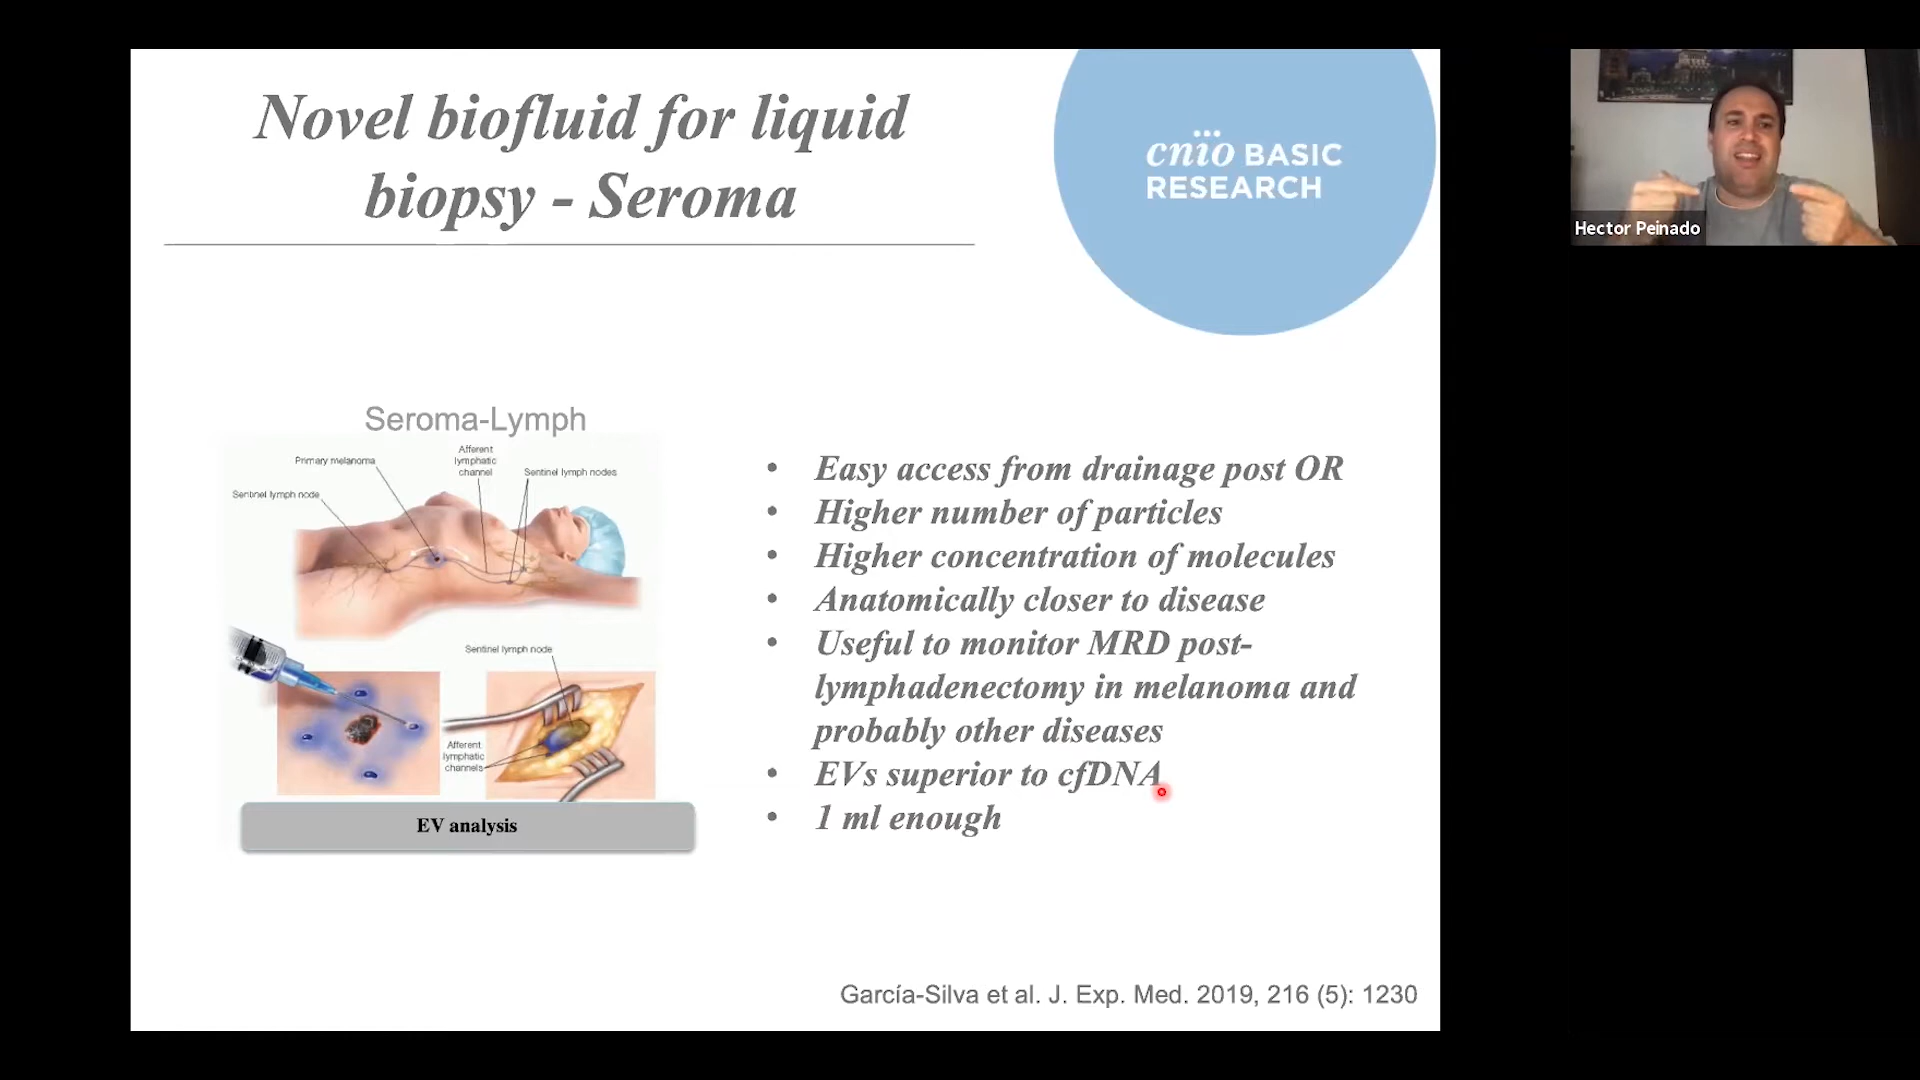 Novel biofluid for liquid
biopsy - Seroma
cnio BASIC
RESEARCH
Hector Peinado
Seroma-Lymph
Primary melanoma
Afferent
lymphatic
channel
Sentinel lymph nodes
Sentinel lymph node
Sentinel lymph node
Afferent
lymphatic
channels
EV analysis
• Easy access from drainage post OR
• Higher number of particles
• Higher concentration of molecules
• Anatomically closer to disease
• Useful to monitor MRD post-
lymphadenectomy in melanoma and
probably other diseases
• EVs superior to cfDNA
• 1 ml enough
García-Silva et al. J. Exp. Med. 2019, 216 (5): 1230